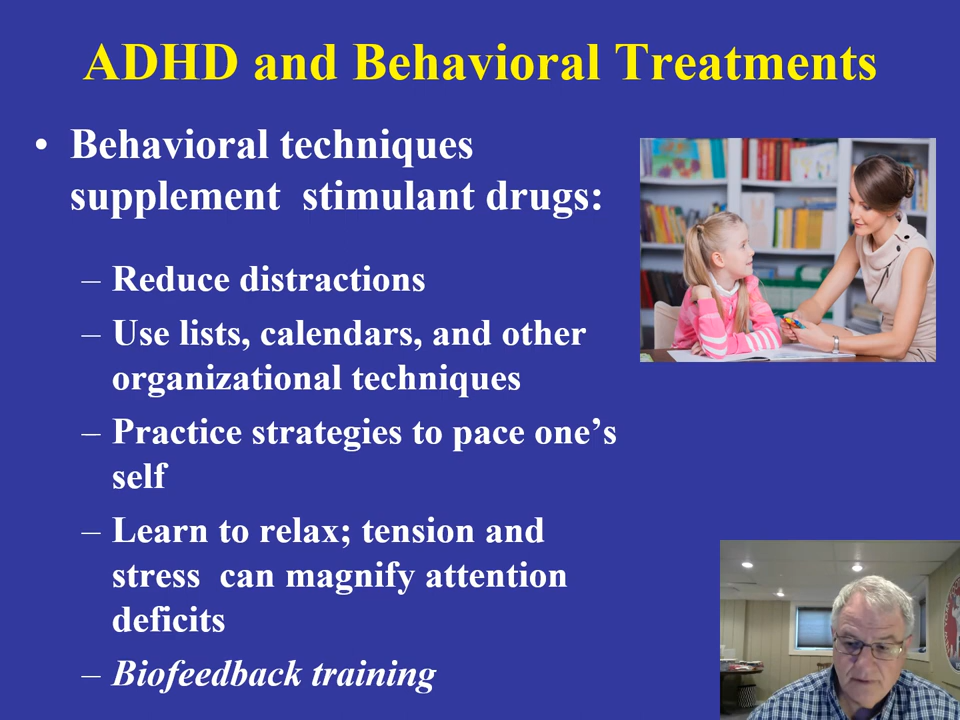 ADHD and Behavioral Treatments
• Behavioral techniques
supplement stimulant drugs:
– Reduce distractions
– Use lists, calendars, and other
organizational techniques
– Practice strategies to pace one’s
self
– Learn to relax; tension and
stress can magnify attention
deficits
– Biofeedback training